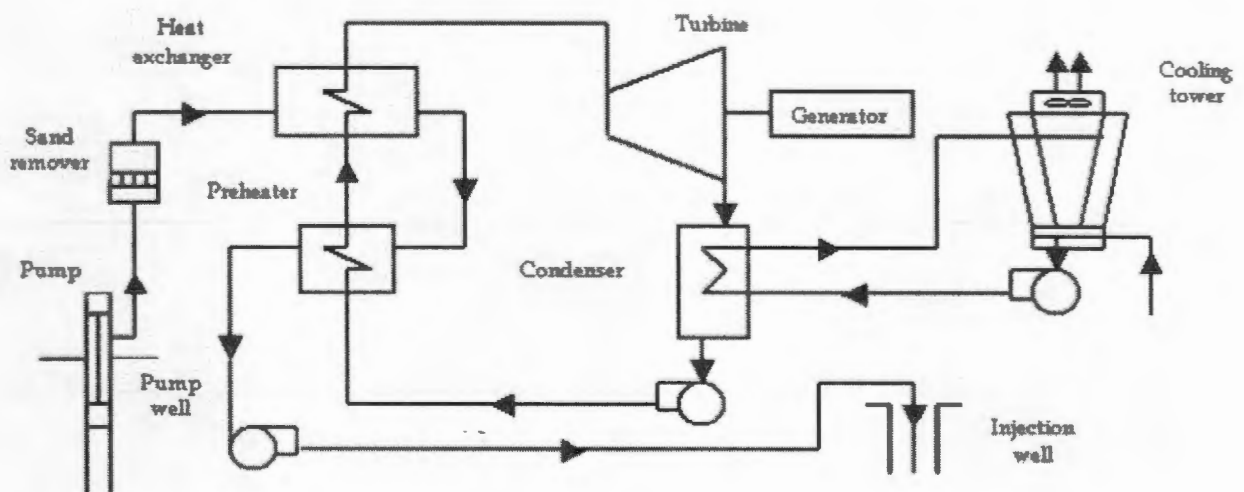 Heat
exchanger
Turbine
Cooling
tower
Generator
Sand
remover
Preheater
Pump
Condenser
Pump
well
Injection
well